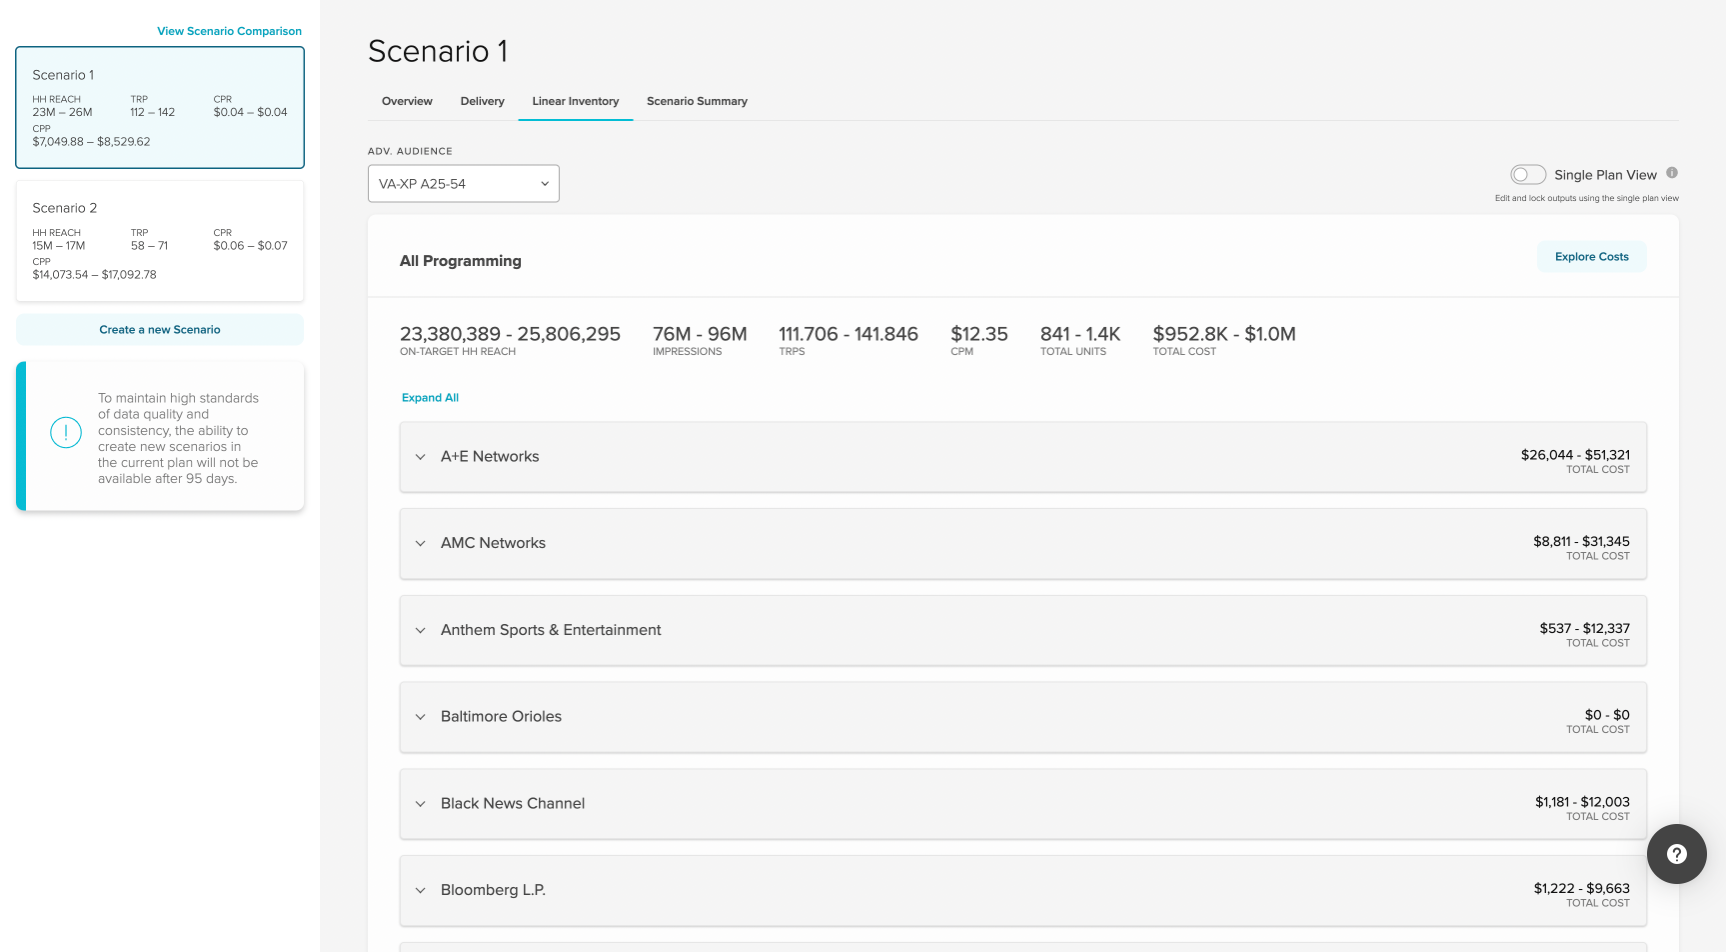 View Scenario Comparison
Scenario 1
HH REACH TRP CPR
23M – 26M 112 – 142 $0.04 – $0.04
CPP
$7,049.88 – $8,529.62
Scenario 2
HH REACH TRP CPR
15M – 17M 58 – 71 $0.06 – $0.07
CPP
$14,073.54 – $17,092.78
Create a new Scenario
To maintain high standards
of data quality and
consistency, the ability to
create new scenarios in
the current plan will not be
available after 95 days.
Scenario 1
Overview Delivery Linear Inventory Scenario Summary
ADV. AUDIENCE
VA-XP A25-54
Single Plan View
Edit and lock outputs using the single plan view
All Programming
Explore Costs
23,380,389 - 25,806,295 76M - 96M 111.706 - 141.846 $12.35 841 - 1.4K $952.8K - $1.0M
ON-TARGET HH REACH IMPRESSIONS TRPS CPM TOTAL UNITS TOTAL COST
Expand All
A+E Networks
$26,044 - $51,321
TOTAL COST
AMC Networks
$8,811 - $31,345
TOTAL COST
Anthem Sports & Entertainment
$537 - $12,337
TOTAL COST
Baltimore Orioles
$0 - $0
TOTAL COST
Black News Channel
$1,181 - $12,003
TOTAL COST
Bloomberg L.P.
$1,222 - $9,663
TOTAL COST